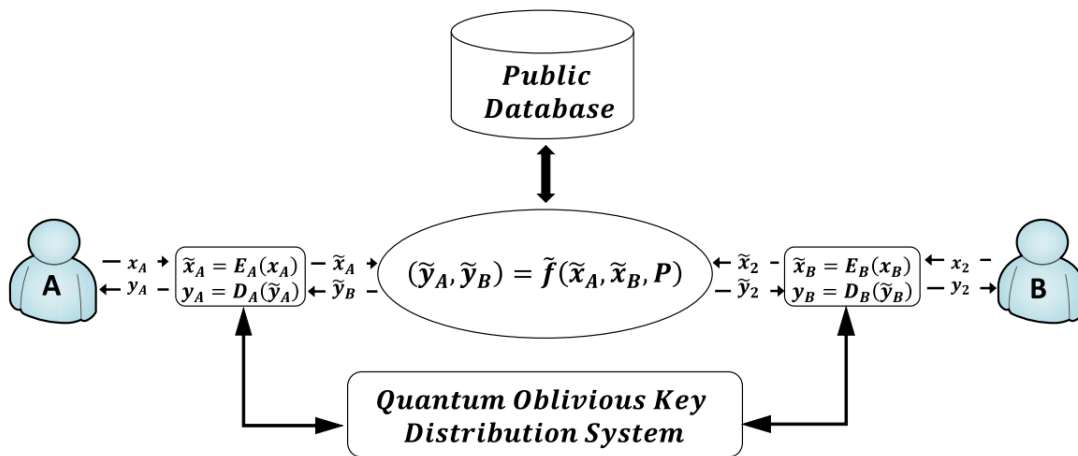 Public
Database
A
x_A
y_A
x̃_A = E_A(x_A)
y_A = D_A(ỹ_A)
x̃_A
ỹ_B
(ỹ_A, ỹ_B) = f̃(x̃_A, x̃_B, P)
x̃_2
ỹ_2
x̃_B = E_B(x_B)
y_B = D_B(ỹ_B)
x_2
y_2
B
Quantum Oblivious Key
Distribution System